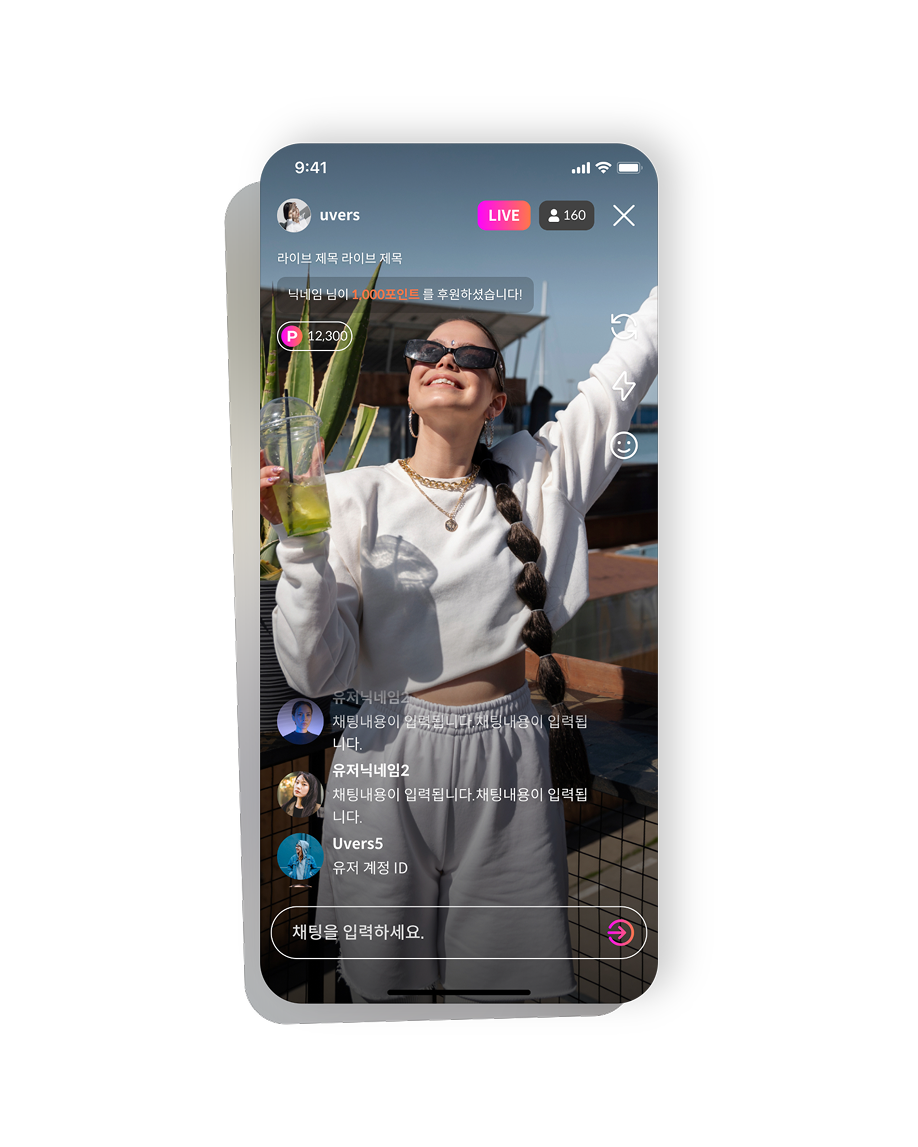 9:41
uvers LIVE 160
라이브 제목 라이브 제목
닉네임 님이 1,000포인트 를 후원하셨습니다!
P 12,300
유저닉네임2
채팅내용이 입력됩니다.채팅내용이 입력됩
니다.
유저닉네임2
채팅내용이 입력됩니다.채팅내용이 입력됩
니다.
Uvers5
유저 계정 ID
채팅을 입력하세요.